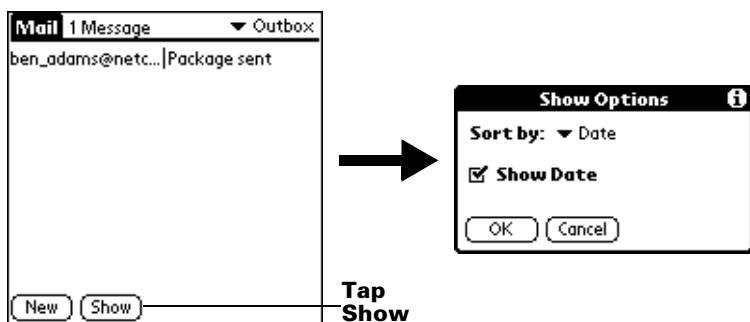 Mail 1 Message Outbox
ben_adams@netc... Package sent
New Show
Tap
Show
Show Options
Sort by: Date
Show Date
OK Cancel